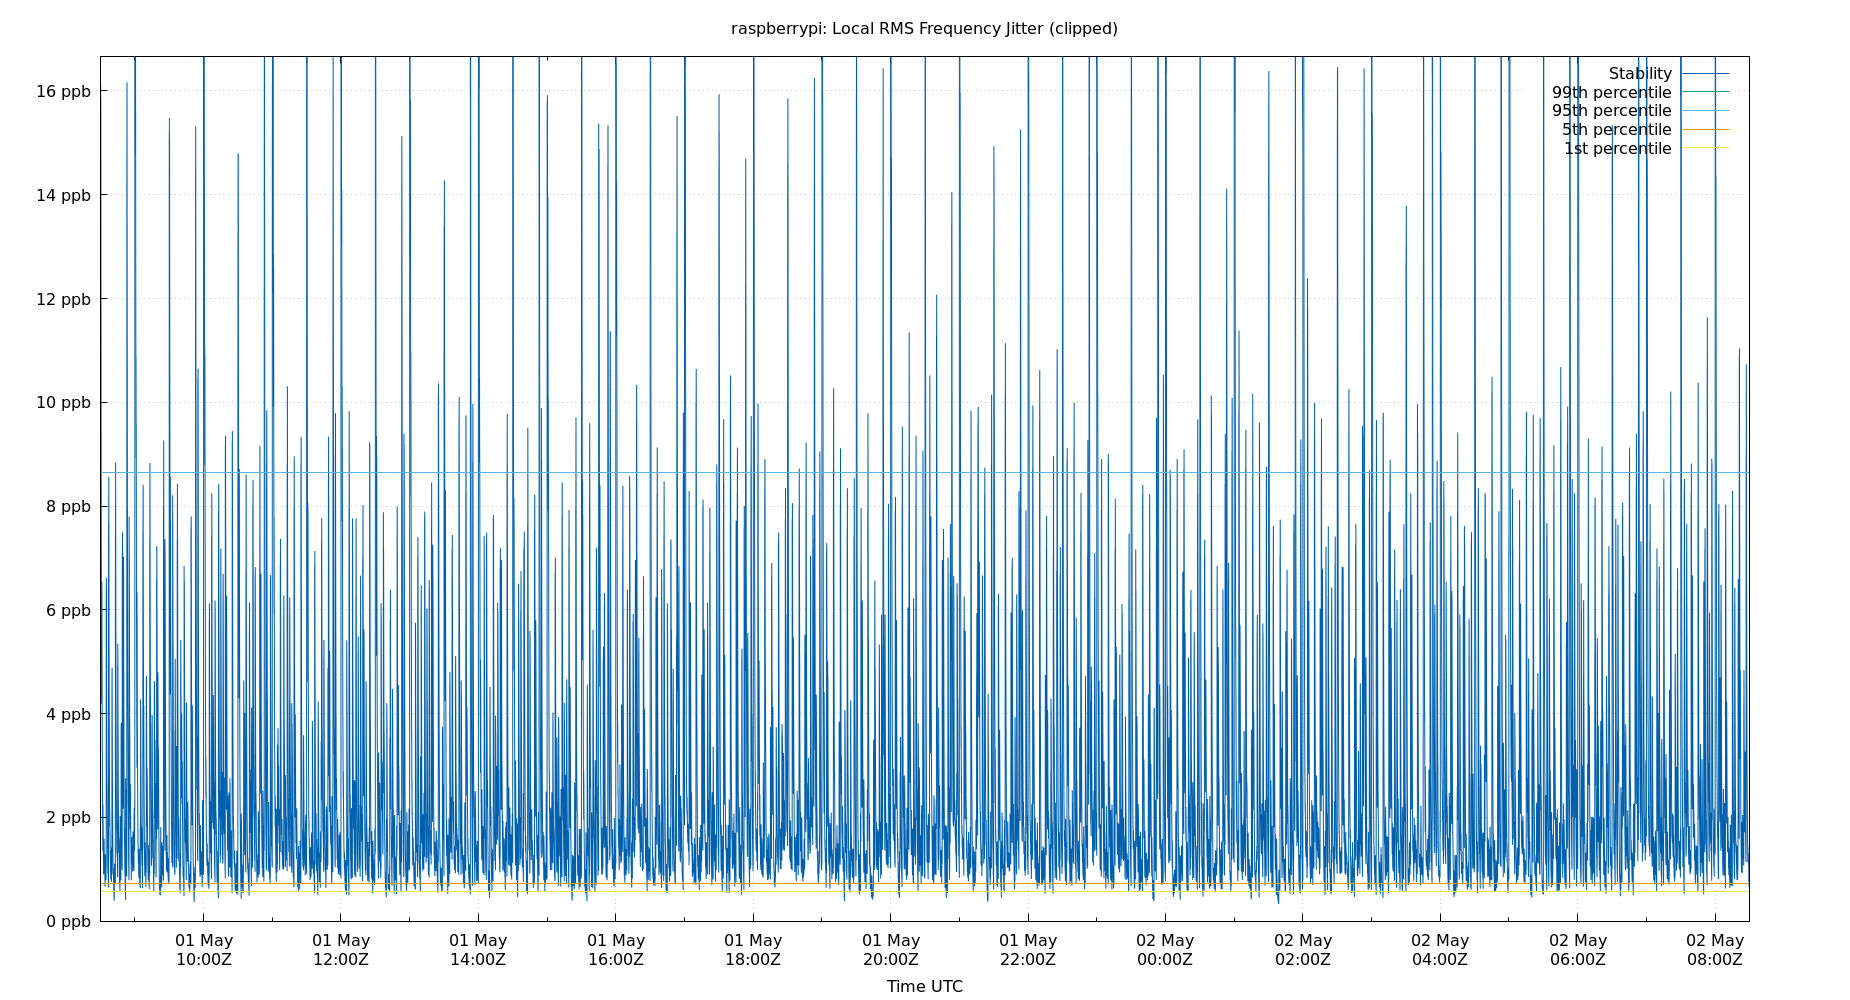 raspberrypi: Local RMS Frequency Jitter (clipped)
Stability
99th percentile
95th percentile
5th percentile
1st percentile
16 ppb
14 ppb
12 ppb
10 ppb
8 ppb
6 ppb
4 ppb
2 ppb
0 ppb
01 May 01 May 01 May 01 May 01 May 01 May 01 May 02 May 02 May 02 May 02 May 02 May
10:00Z 12:00Z 14:00Z 16:00Z 18:00Z 20:00Z 22:00Z 00:00Z 02:00Z 04:00Z 06:00Z 08:00Z
Time UTC